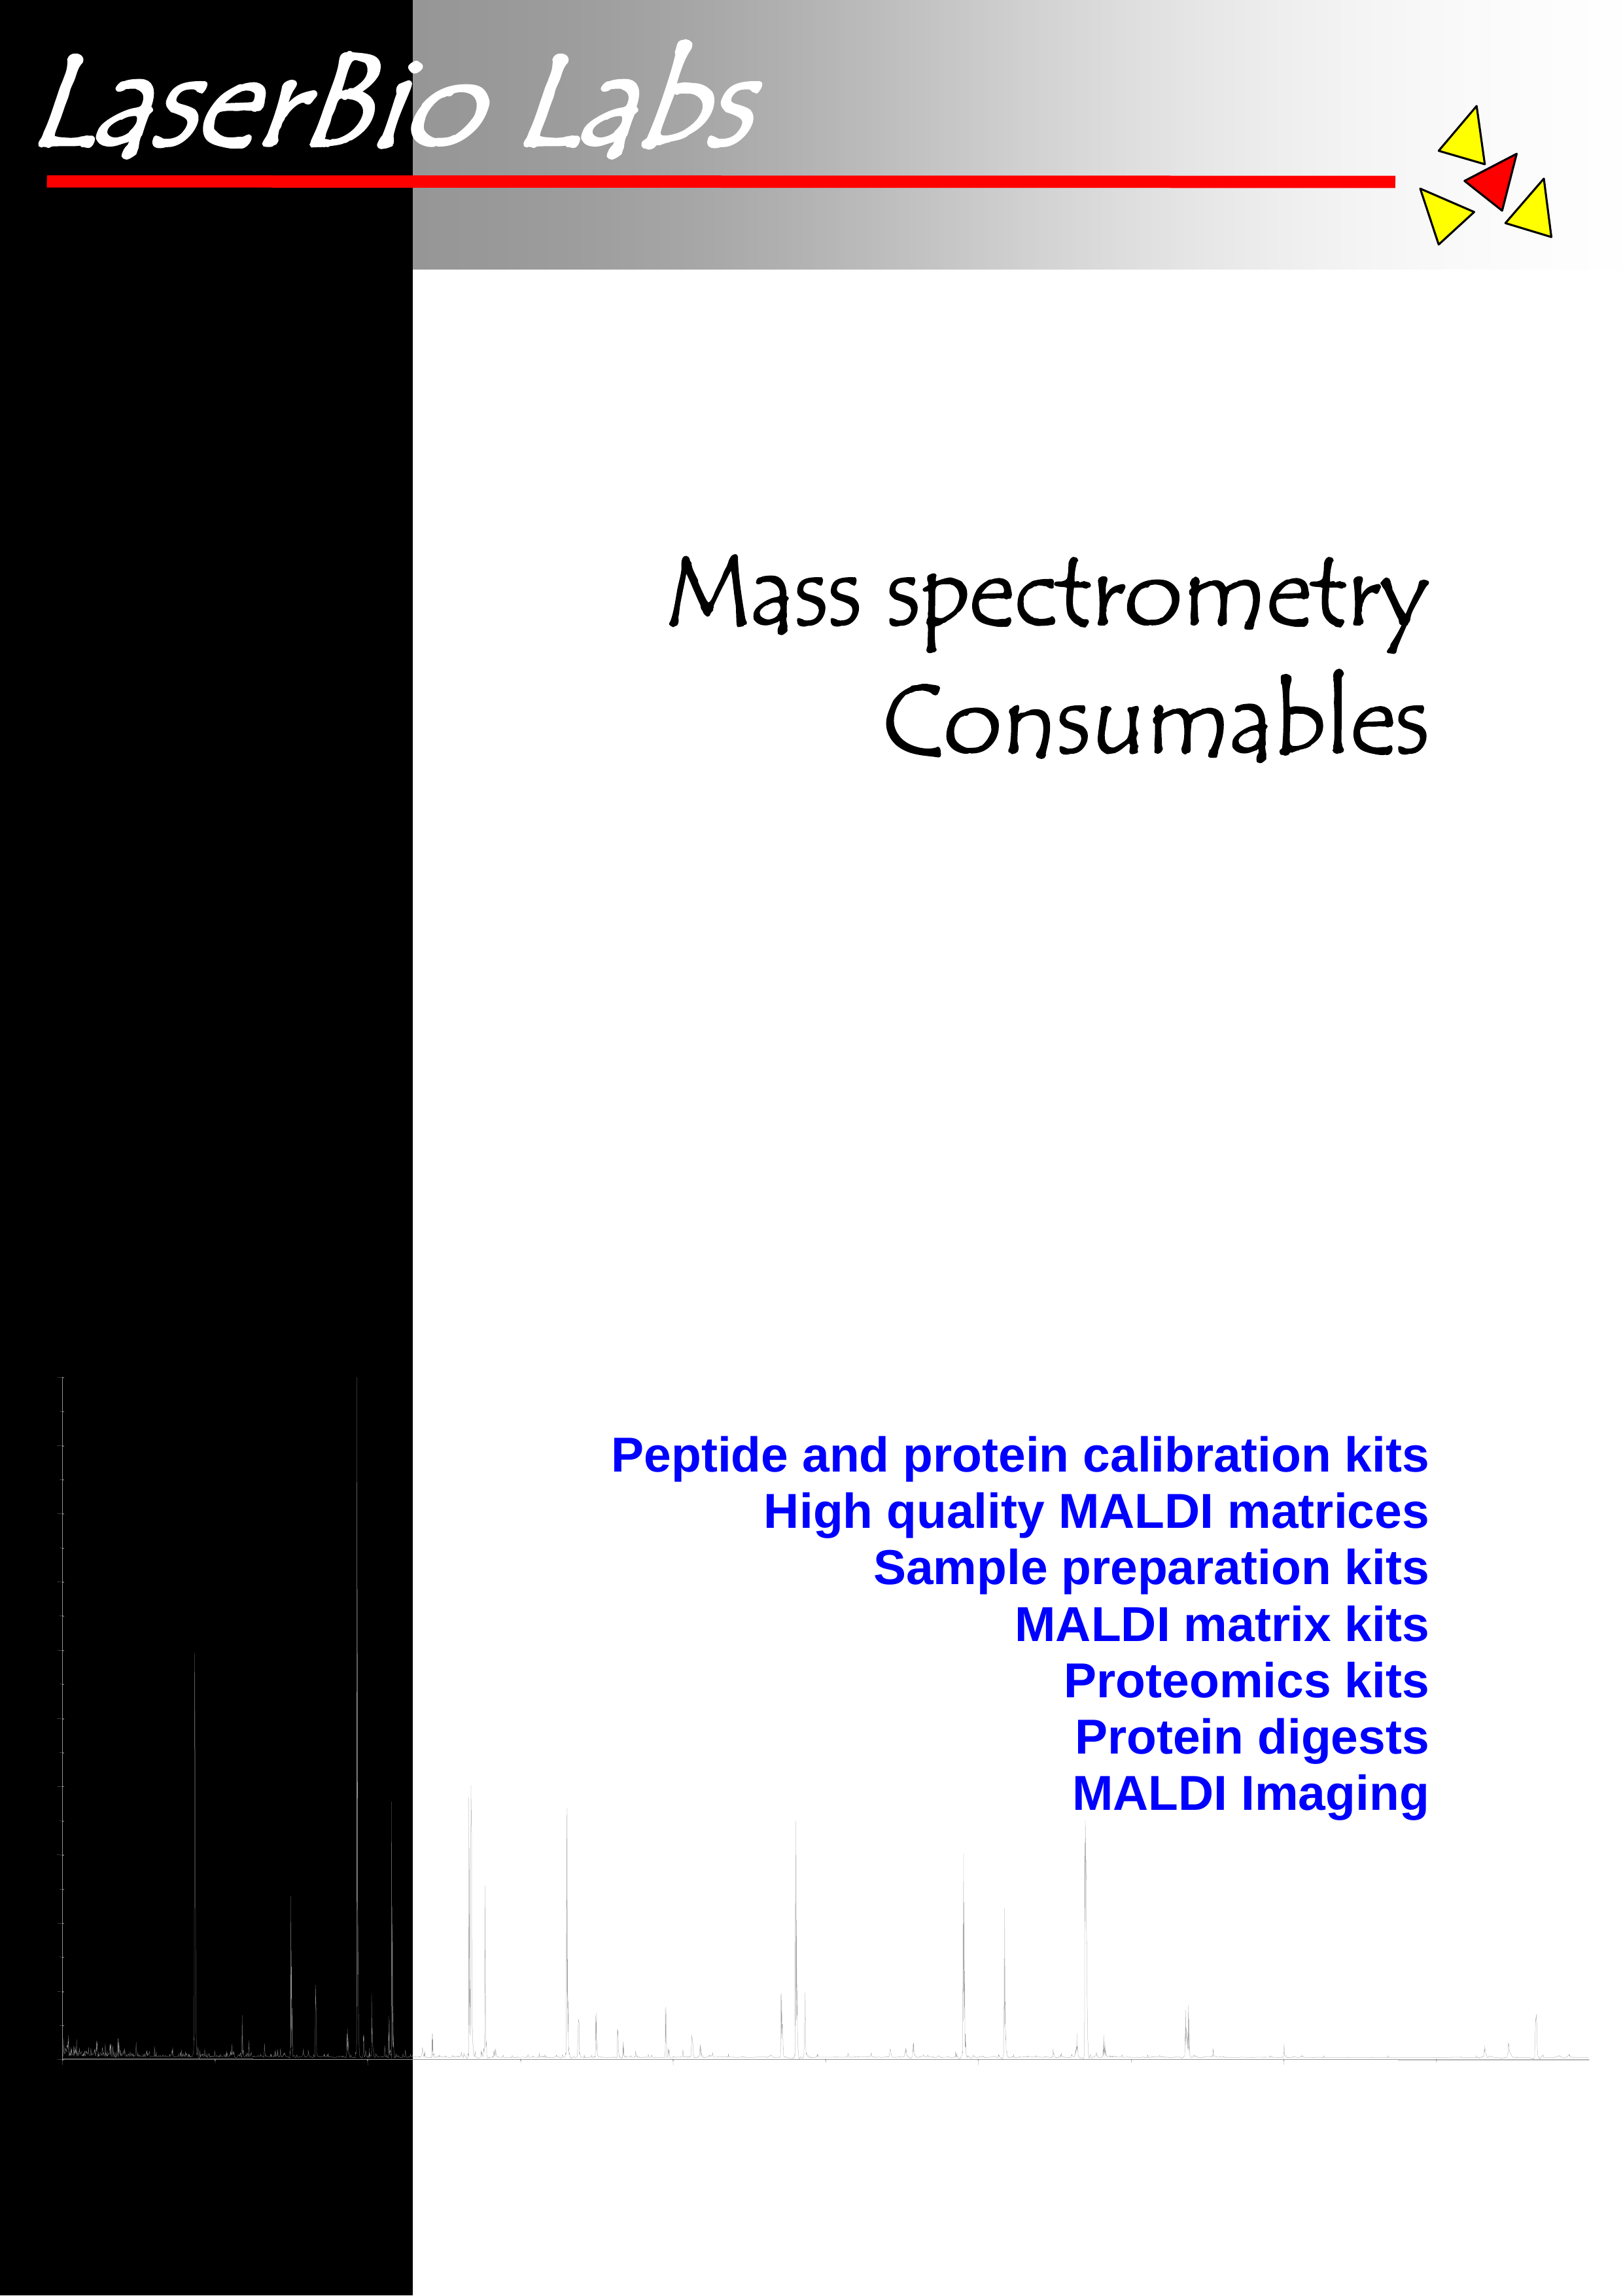 LaserBio Labs
Mass spectrometry
Consumables
Peptide and protein calibration kits
High quality MALDI matrices
Sample preparation kits
MALDI matrix kits
Proteomics kits
Protein digests
MALDI Imaging